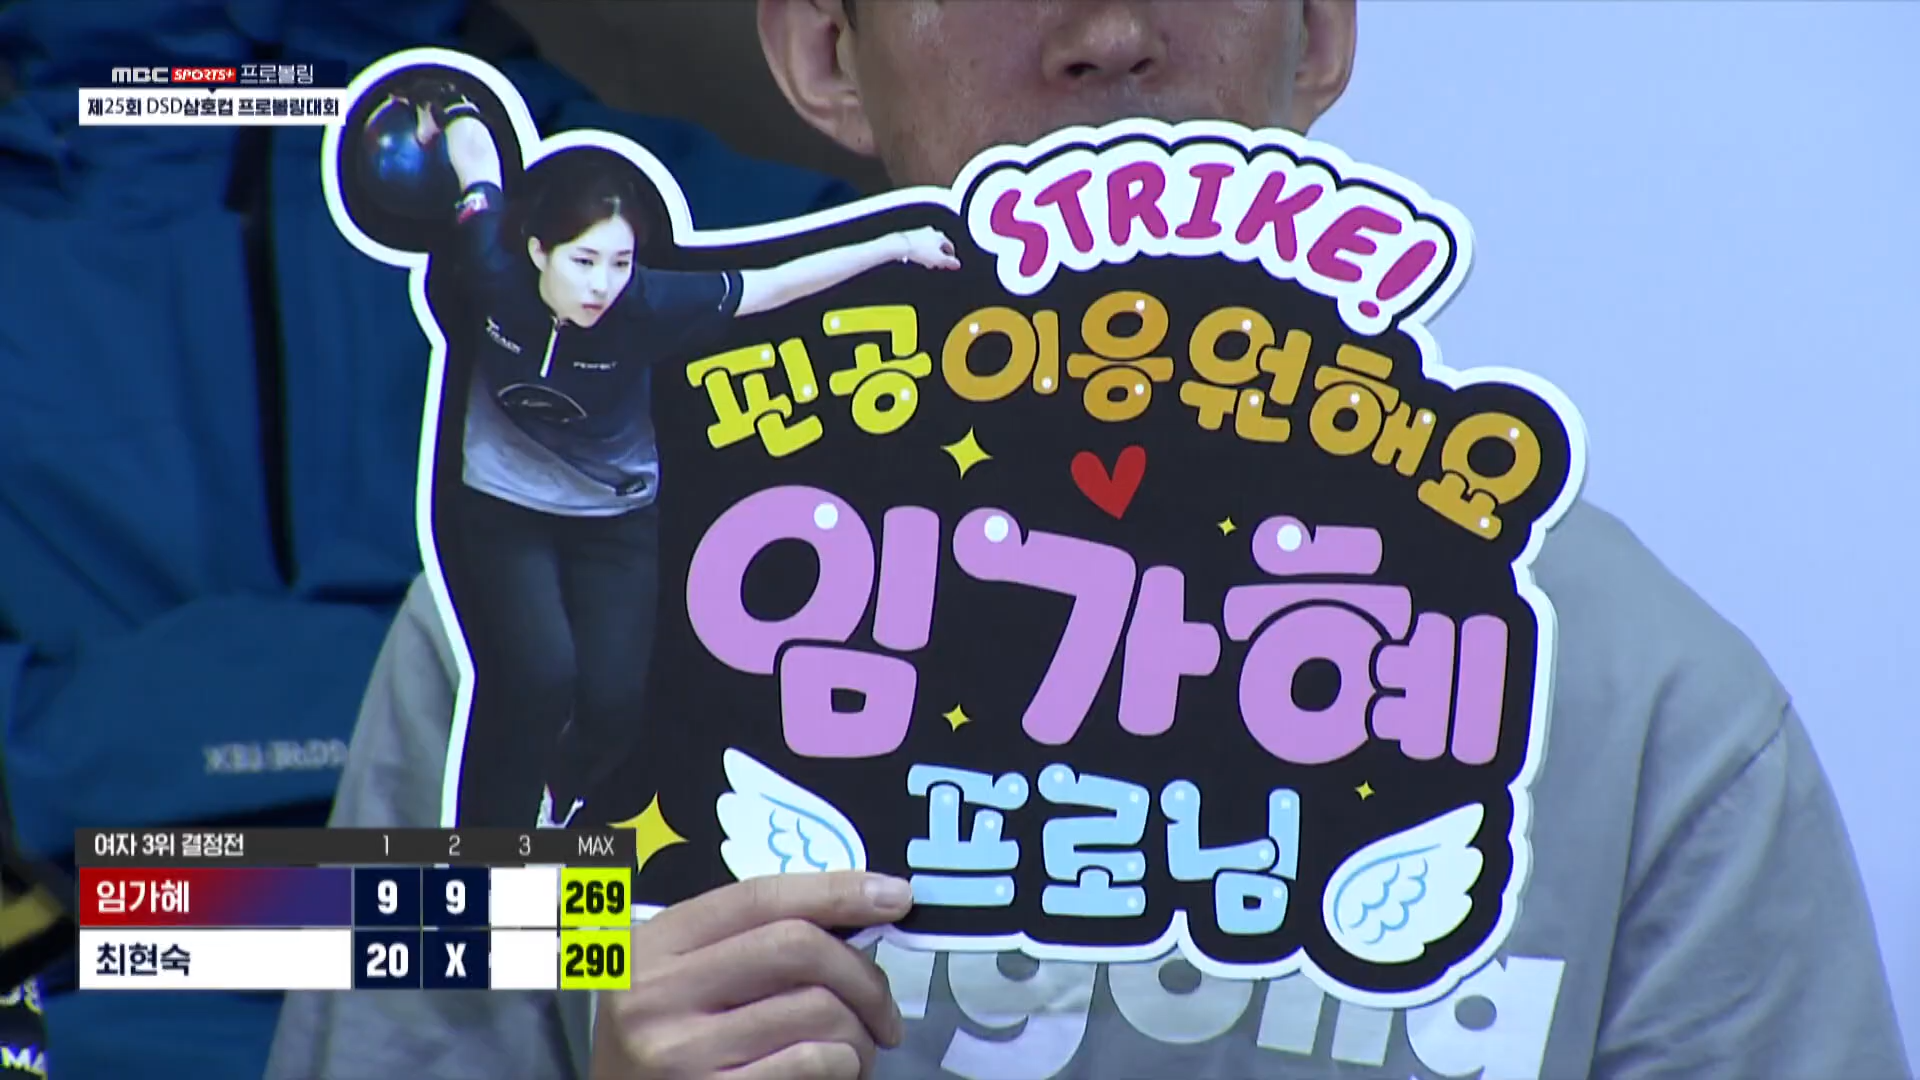 MBC SPORTS+ 프로볼링
제25회 DSD삼호컵 프로볼링대회
STRIKE!
핀공이응원해요
임가혜
프로님
TRACK
여자 3위 결정전 1 2 3 MAX
임가혜 9 9 269
최현숙 20 X 290